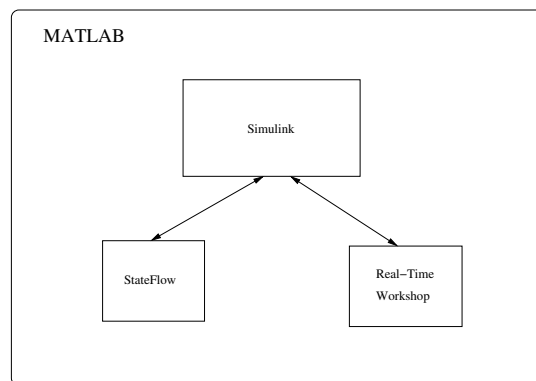 MATLAB
Simulink
StateFlow
Real−Time
Workshop